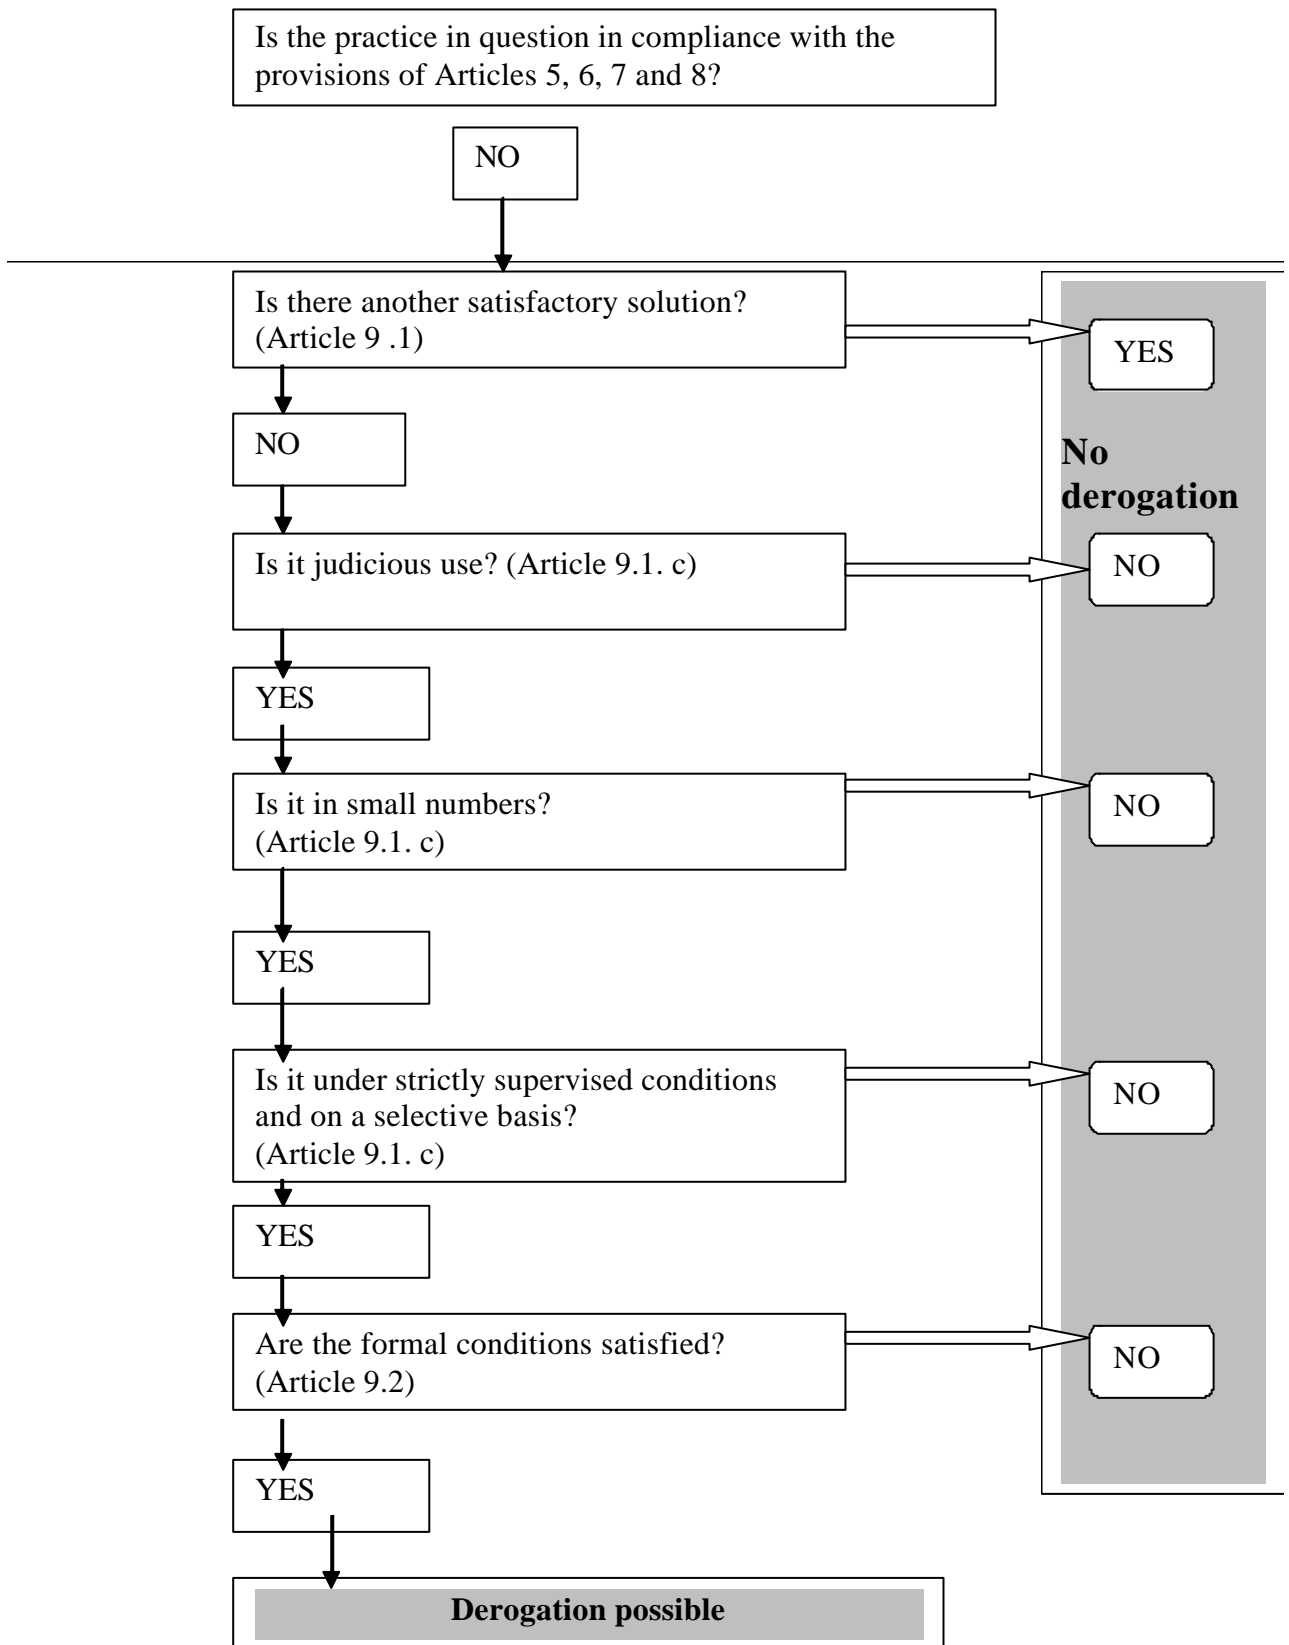 Is the practice in question in compliance with the
provisions of Articles 5, 6, 7 and 8?
NO
Is there another satisfactory solution?
(Article 9 .1)
YES
NO
No
derogation
Is it judicious use? (Article 9.1. c)
NO
YES
Is it in small numbers?
(Article 9.1. c)
NO
YES
Is it under strictly supervised conditions
and on a selective basis?
(Article 9.1. c)
NO
YES
Are the formal conditions satisfied?
(Article 9.2)
NO
YES
Derogation possible